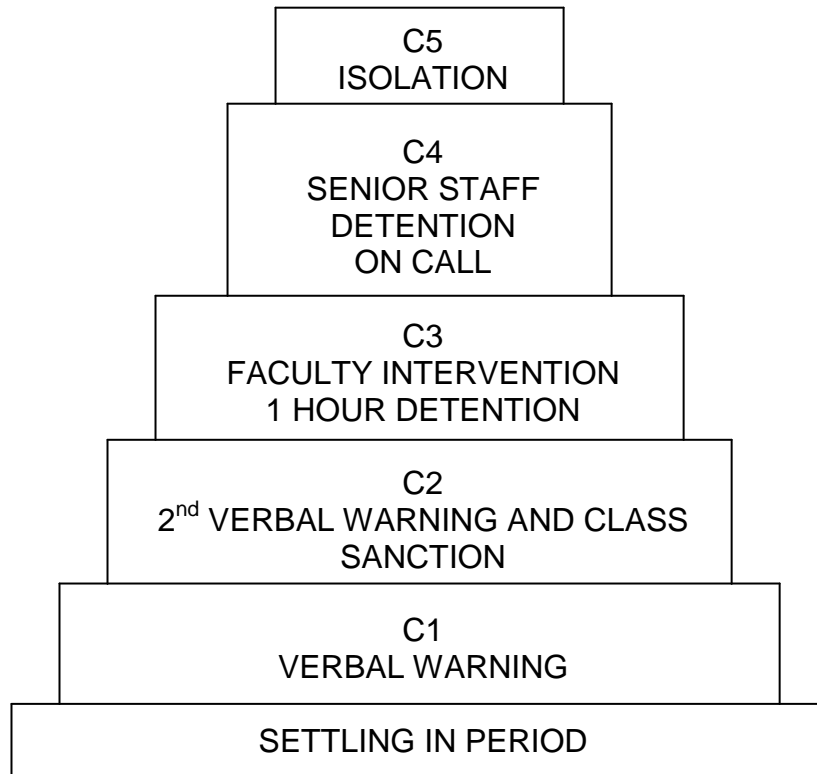 C5
ISOLATION
C4
SENIOR STAFF
DETENTION
ON CALL
C3
FACULTY INTERVENTION
1 HOUR DETENTION
C2
2nd VERBAL WARNING AND CLASS
SANCTION
C1
VERBAL WARNING
SETTLING IN PERIOD